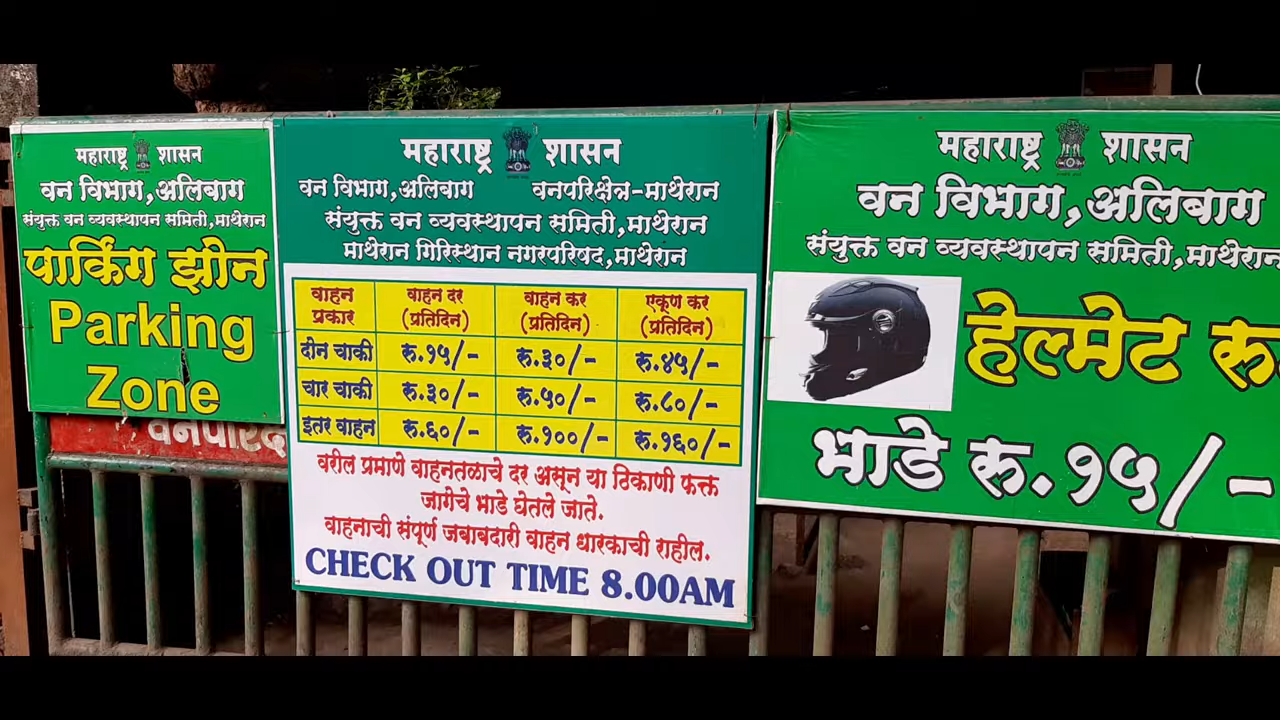 महाराष्ट्र शासन
वन विभाग,अलिबाग
संयुक्त वन व्यवस्थापन समिती,माथेरान
पार्किंग झोन
Parking
Zone
महाराष्ट्र शासन
वन विभाग,अलिबाग वनपरिक्षेत्र-माथेरान
संयुक्त वन व्यवस्थापन समिती,माथेरान
माथेरान गिरिस्थान नगरपरिषद,माथेरान
वाहन प्रकार वाहन दर (प्रतिदिन) वाहन कर (प्रतिदिन) एकूण कर (प्रतिदिन)
दोन चाकी रू.१५/- रू.३०/- रू.४५/-
चार चाकी रू.३०/- रू.५०/- रू.८०/-
इतर वाहन रू.६०/- रू.१००/- रू.१६०/-
वरील प्रमाणे वाहनतळाचे दर असून या ठिकाणी फक्त
जागेचे भाडे घेतले जाते.
वाहनाची संपूर्ण जबाबदारी वाहन धारकाची राहील.
CHECK OUT TIME 8.00AM
महाराष्ट्र शासन
वन विभाग,अलिबाग
संयुक्त वन व्यवस्थापन समिती,माथेरान
हेल्मेट
भाडे रू.१५/-